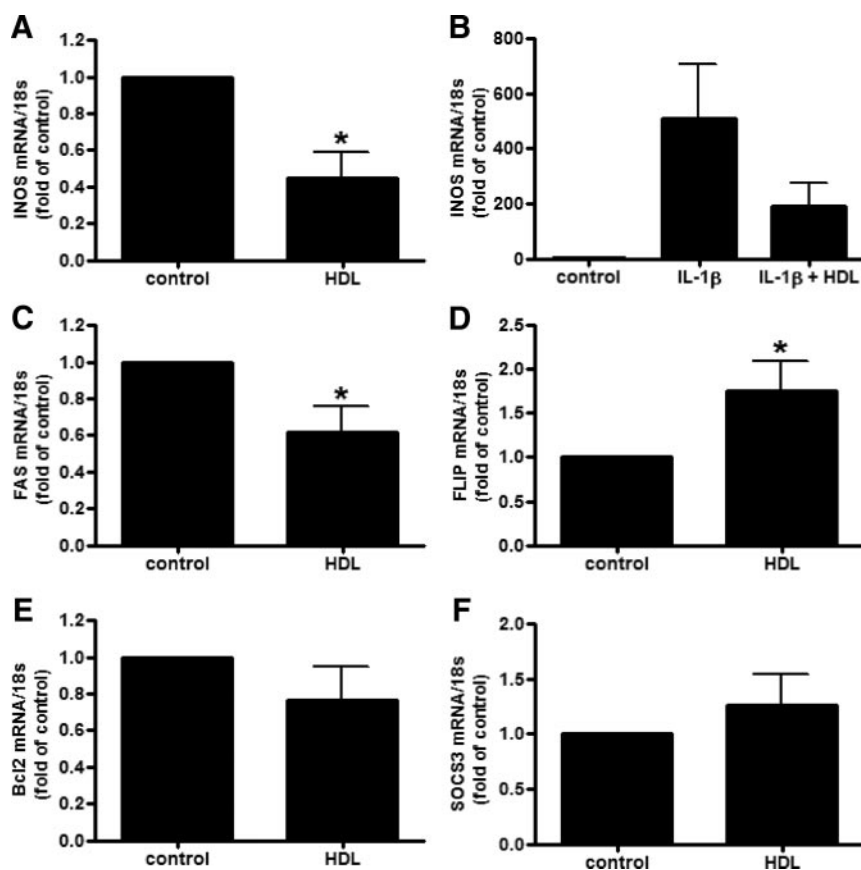 A
INOS mRNA/18s
(fold of control)
1.2
1.0
0.8
0.6
0.4
0.2
0.0
*
control HDL
B
INOS mRNA/18s
(fold of control)
800
600
400
200
0
control IL-1β IL-1β + HDL
C
FAS mRNA/18s
(fold of control)
1.2
1.0
0.8
0.6
0.4
0.2
0.0
*
control HDL
D
FLIP mRNA/18s
(fold of control)
2.5
2.0
1.5
1.0
0.5
0.0
*
control HDL
E
Bcl2 mRNA/18s
(fold of control)
1.2
1.0
0.8
0.6
0.4
0.2
0.0
control HDL
F
SOCS3 mRNA/18s
(fold of control)
2.0
1.5
1.0
0.5
0.0
control HDL